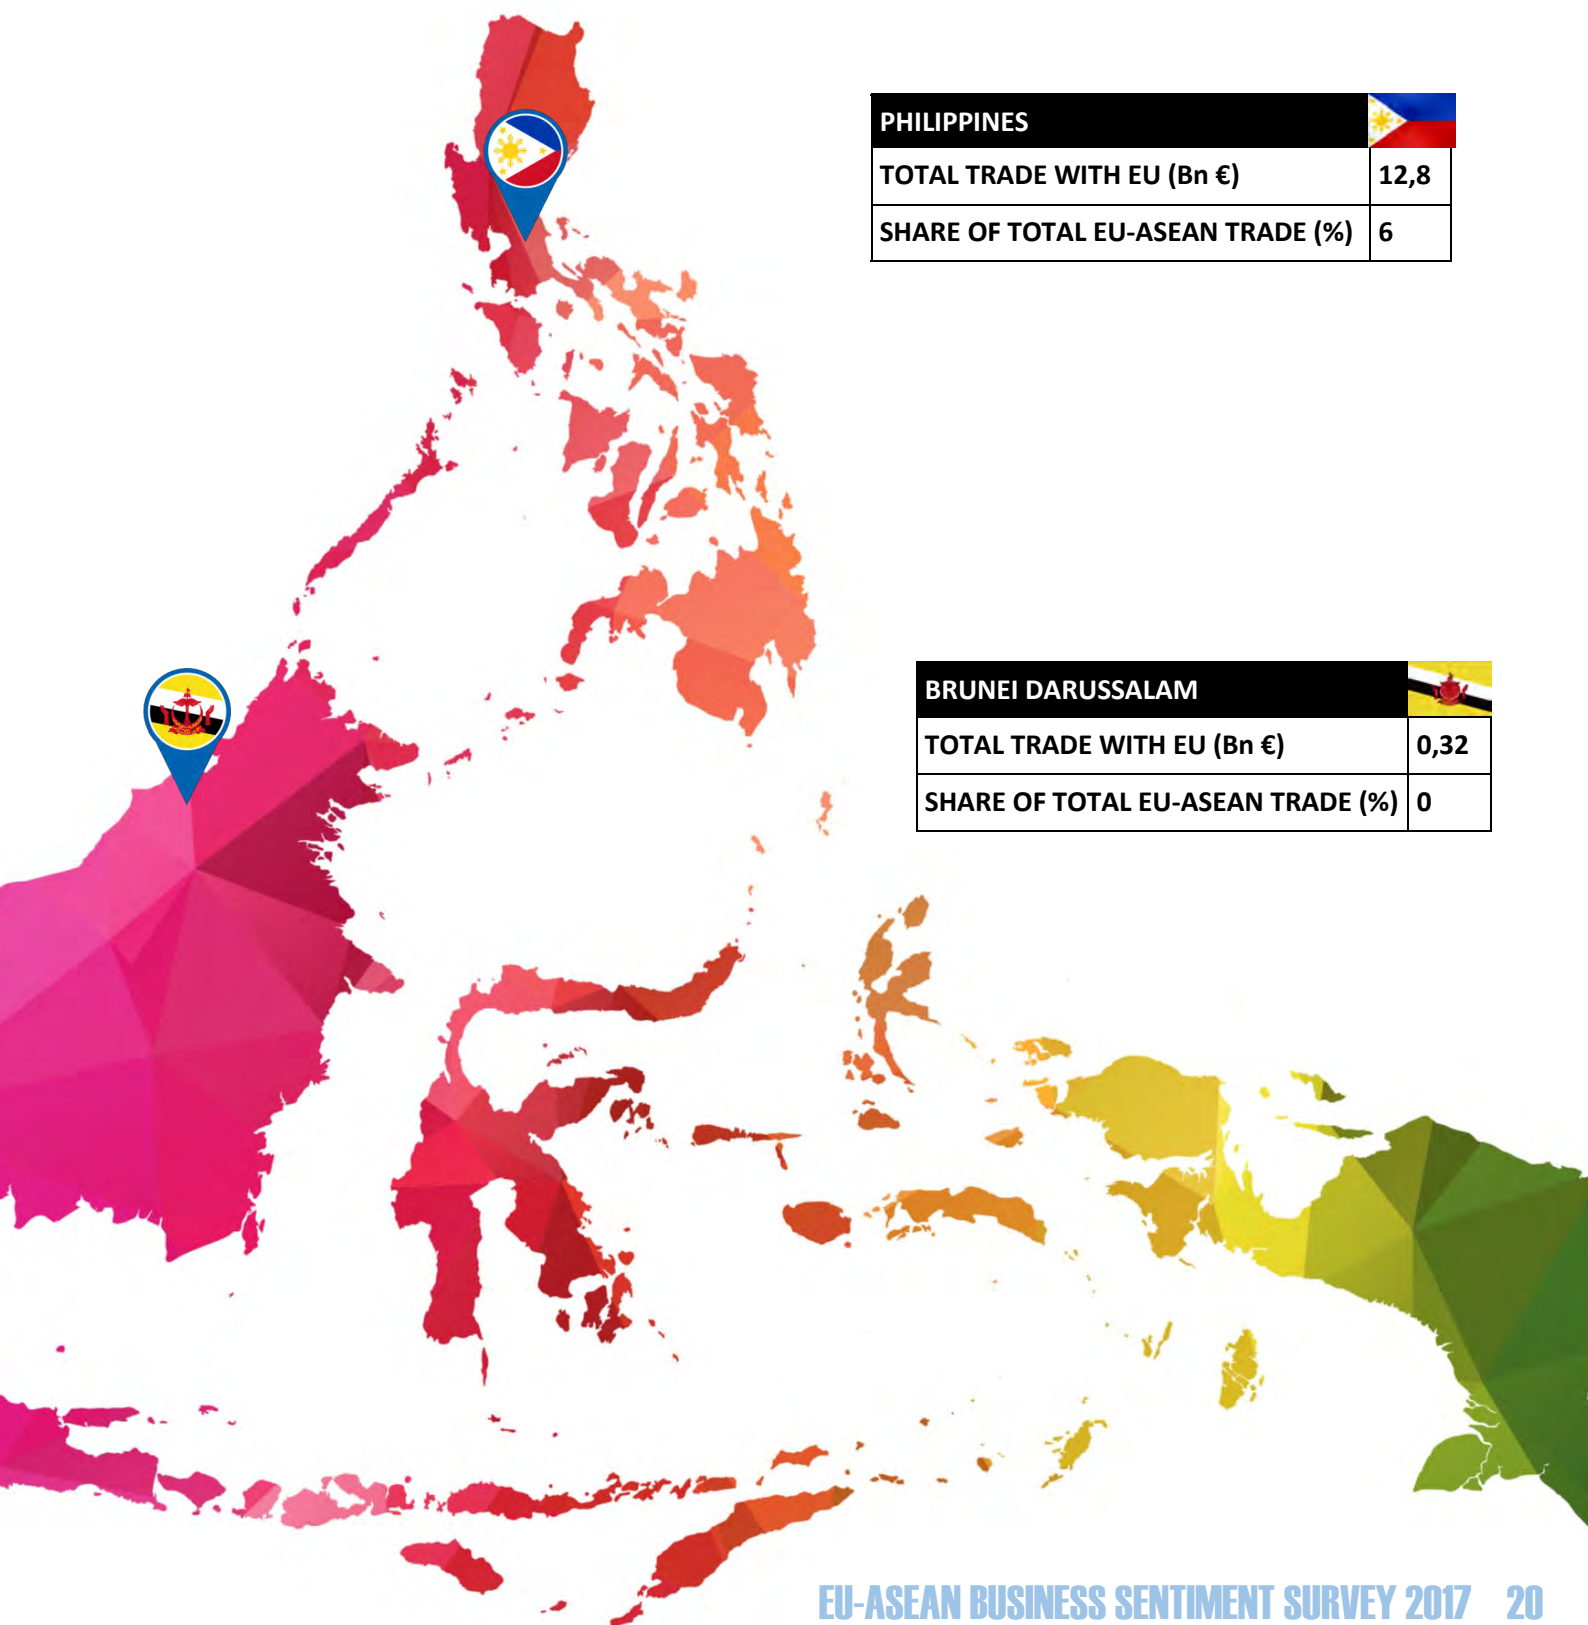 PHILIPPINES
TOTAL TRADE WITH EU (Bn €) 12,8
SHARE OF TOTAL EU-ASEAN TRADE (%) 6
BRUNEI DARUSSALAM
TOTAL TRADE WITH EU (Bn €) 0,32
SHARE OF TOTAL EU-ASEAN TRADE (%) 0
EU-ASEAN BUSINESS SENTIMENT SURVEY 2017 20